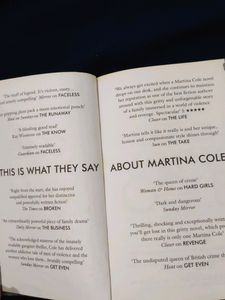 'The stuff of legend. It's vicious, nasty
and utterly compelling' Mirror on FACELESS
gripping plot pack a more emotional punch'
on Sunday on THE RUNAWAY
'A blinding good read'
Ray Winstone on THE KNOW
'Intensely readable'
Guardian on FACELESS
THIS IS WHAT THEY SAY
'Right from the start, she has enjoyed
unqualified approval for her distinctive
and powerfully written fiction'
The Times on BROKEN
'An extraordinarily powerful piece of family drama'
Daily Mirror on THE BUSINESS
'The acknowledged mistress of the
gangster thriller, Cole has delivered
another addictive tale of men of violence and the
women who love them...brutally compelling'
Sunday Mirror on GET EVEN
'We always get excited when a Martina Cole novel
drops on our desk, and she continues to maintain
her reputation as one of the best fiction authors
around with this gritty and unforgettable story
of a family immersed in a world of violence
and revenge. Spectacular' ★★★★★
Closer on THE LIFE
'Martina tells it like it really is and her unique,
honest and compassionate style shines through'
Sun on THE TAKE
ABOUT MARTINA COLE
'The queen of crime'
Woman & Home on HARD GIRLS
'Dark and dangerous'
Sunday Mirror
'Thrilling, shocking and exceptionally written,
you'll get lost in this gritty novel, which
there really is only one Martina Cole'
Closer on REVENGE
'The undisputed queen of British crime
Heat on GET EVEN